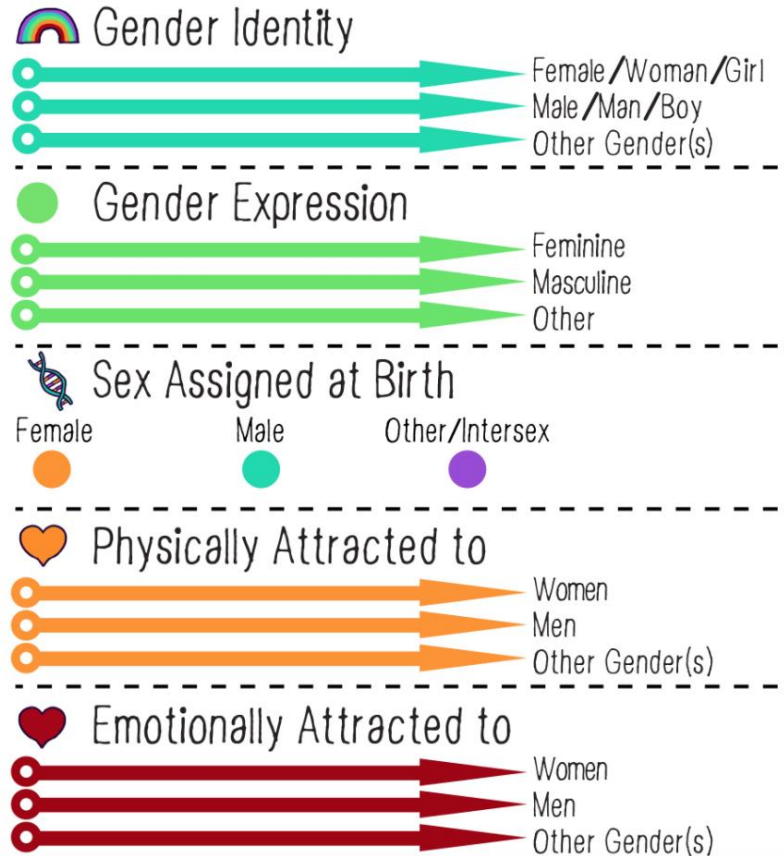 Gender Identity
Female/Woman/Girl
Male/Man/Boy
Other Gender(s)
Gender Expression
Feminine
Masculine
Other
Sex Assigned at Birth
Female Male Other/Intersex
Physically Attracted to
Women
Men
Other Gender(s)
Emotionally Attracted to
Women
Men
Other Gender(s)